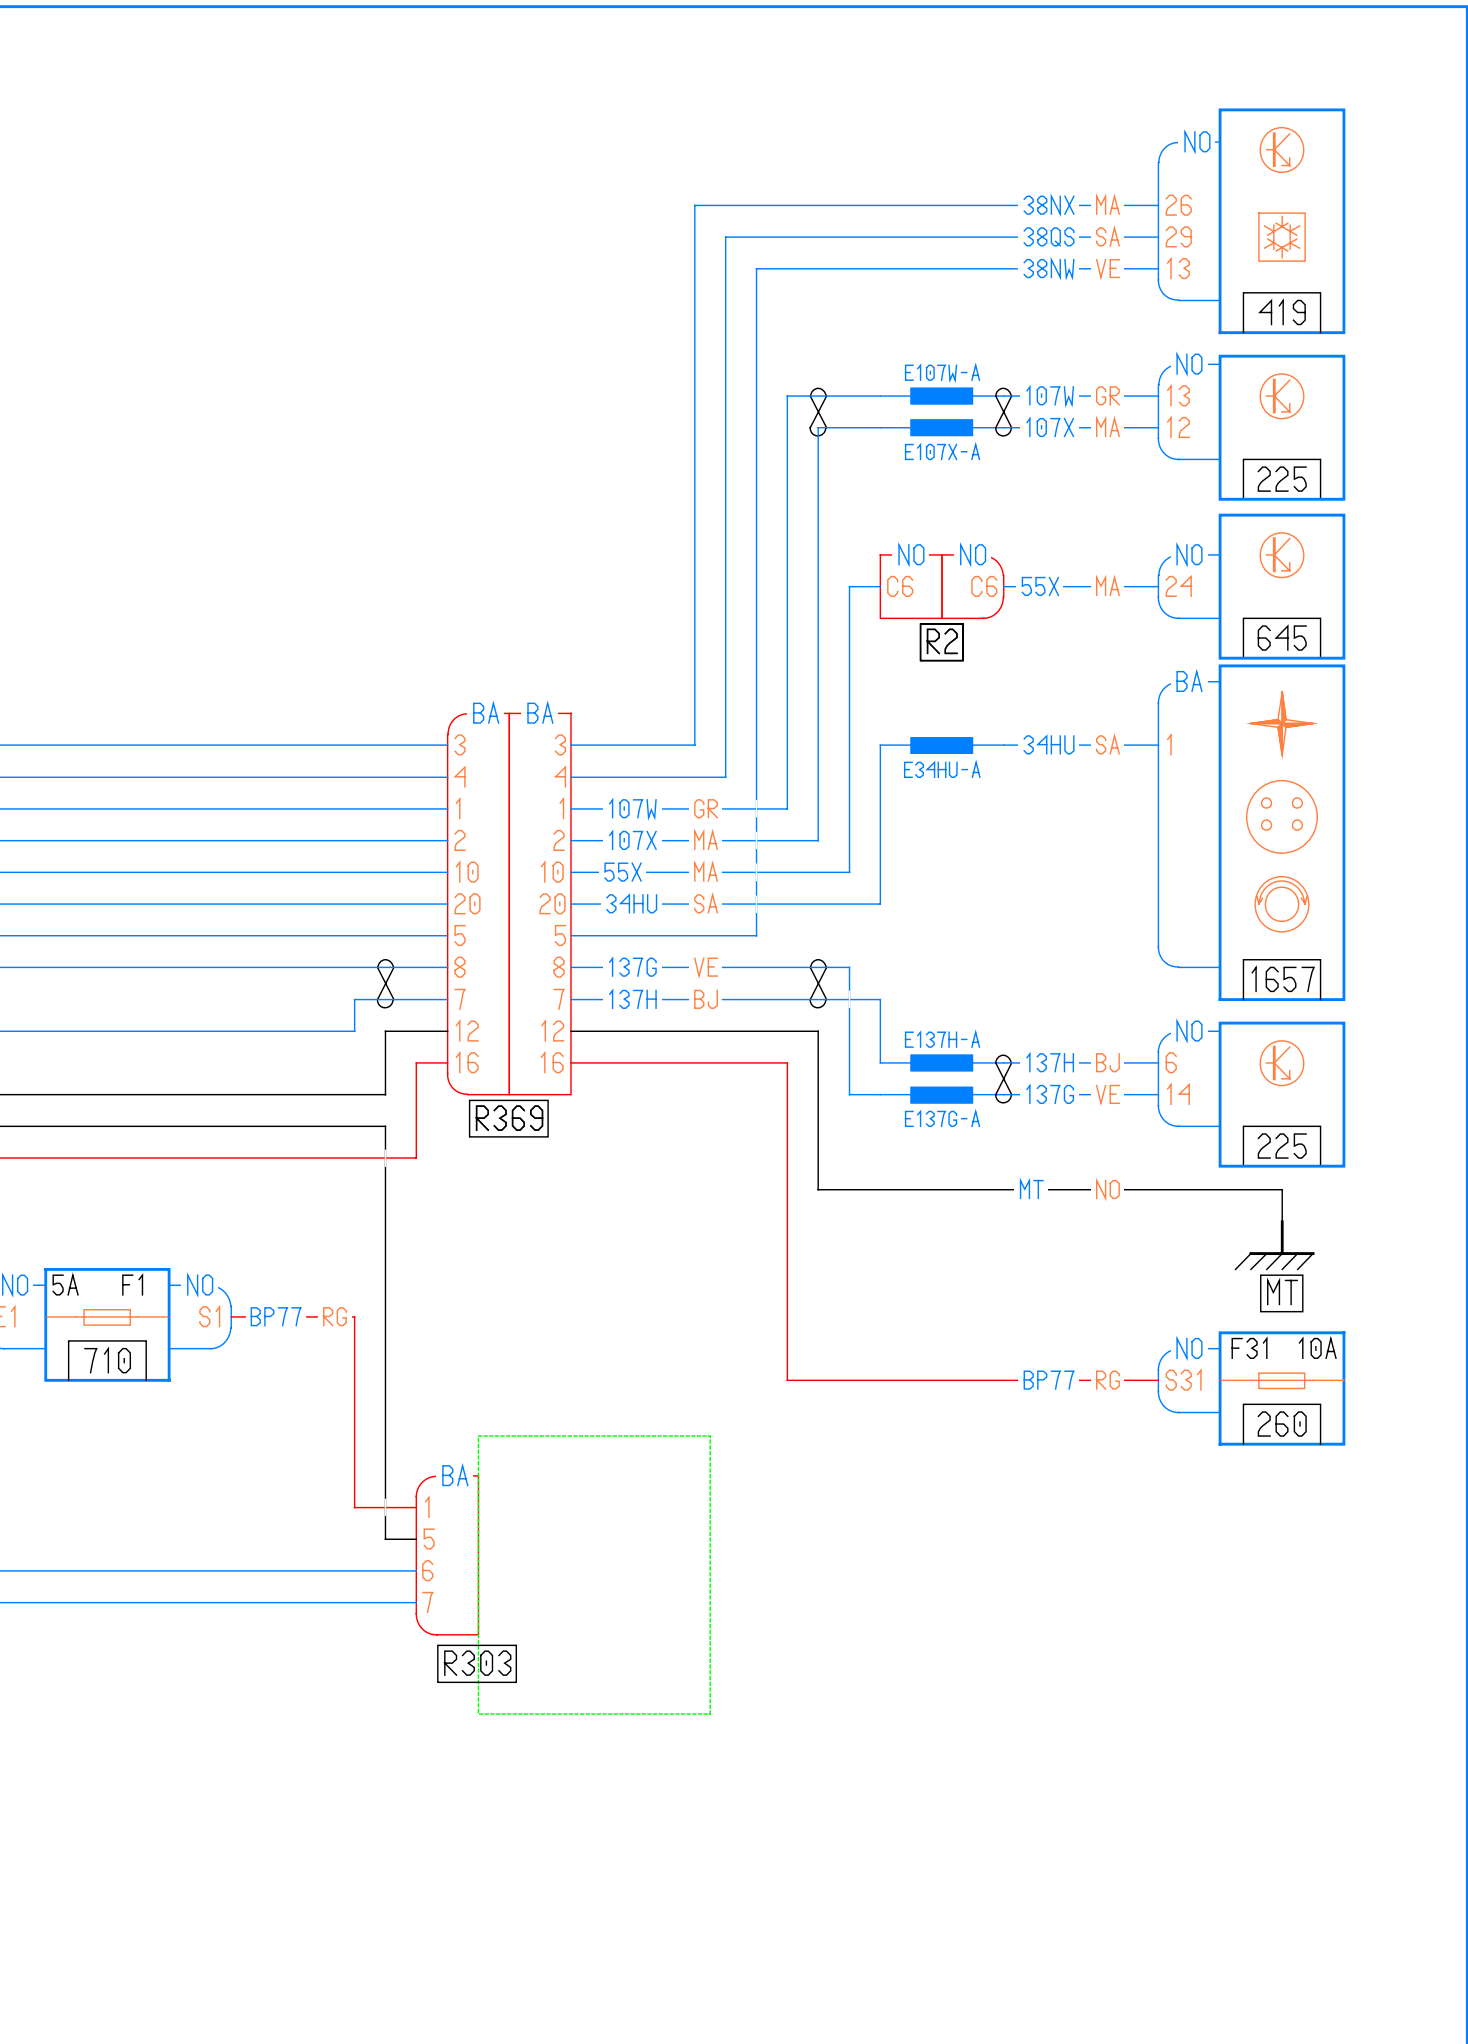 NO
38NX MA 26
38QS SA 29
38NW VE 13
419
E107W-A
NO
107W GR 13
107X MA 12
E107X-A
225
NO NO
C6 C6 55X MA
NO
24
R2
645
BA
34HU SA 1
E34HU-A
1657
BA BA
3 3
4 4
1 1 107W GR
2 2 107X MA
10 10 55X MA
20 20 34HU SA
5 5
8 8 137G VE
7 7 137H BJ
12 12
16 16
R369
NO
E137H-A
137H BJ 6
137G VE 14
E137G-A
225
MT NO
MT
NO 5A F1 NO
E1 S1 BP77 RG
710
NO F31 10A
BP77 RG S31
260
BA
1
5
6
7
R303